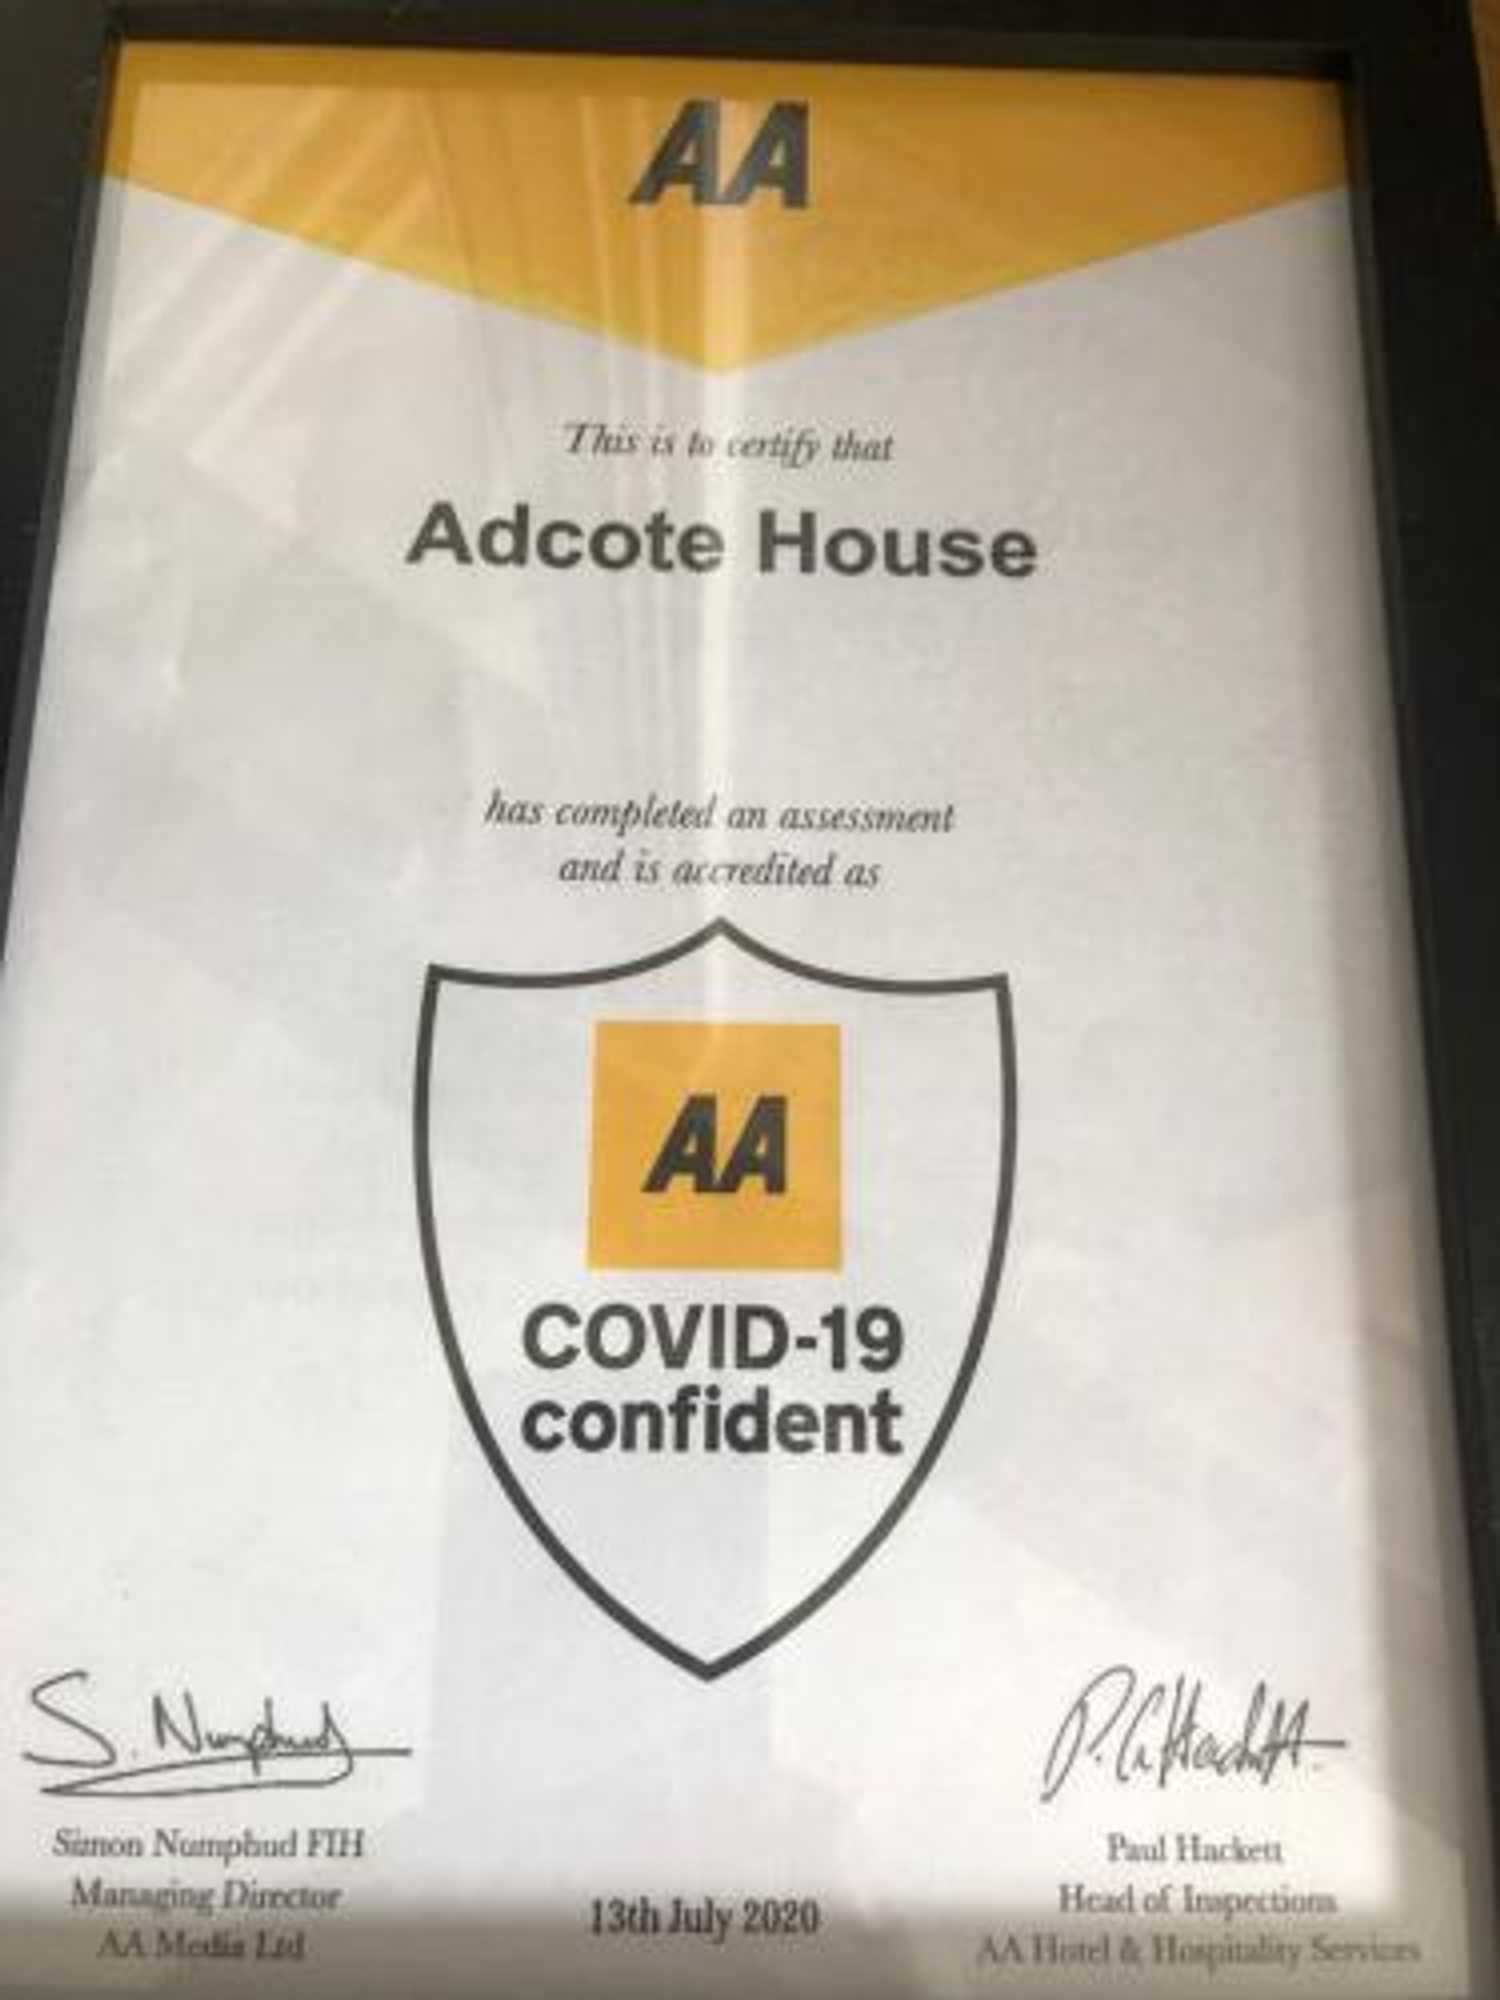 AA
This is to certify that
Adcote House
has completed an assessment
and is accredited as
AA
COVID-19
confident
S. Numphud
P. G. Hackett.
Simon Numphud FIH
Managing Director
AA Media Ltd
13th July 2020
Paul Hackett
Head of Inspections
AA Hotel & Hospitality Services